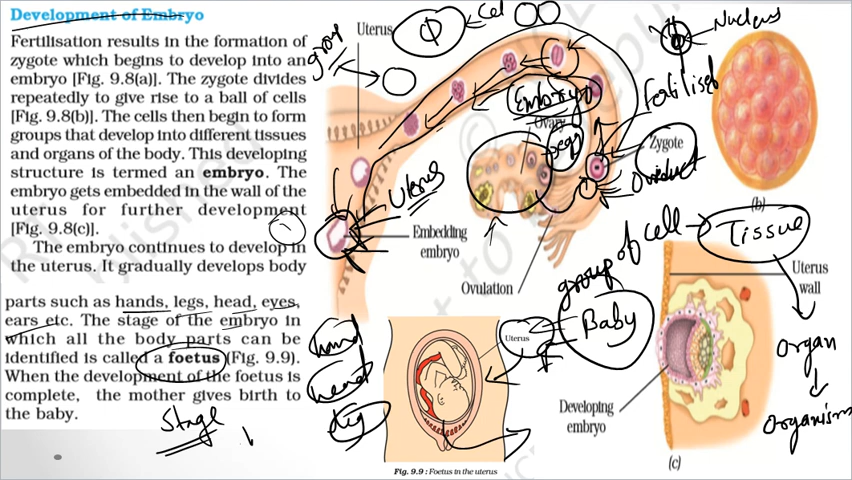 Development of Embryo
Fertilisation results in the formation of
zygote which begins to develop into an
embryo [Fig. 9.8(a)]. The zygote divides
repeatedly to give rise to a ball of cells
[Fig. 9.8(b)]. The cells then begin to form
groups that develop into different tissues
and organs of the body. This developing
structure is termed an embryo. The
embryo gets embedded in the wall of the
uterus for further development
[Fig. 9.8(c)].
The embryo continues to develop in
the uterus. It gradually develops body
parts such as hands, legs, head, eyes,
ears etc. The stage of the embryo in
which all the body parts can be
identified is called a foetus (Fig. 9.9).
When the development of the foetus is
complete, the mother gives birth to
the baby.
Stage
group
Uterus
Cell
Nucleus
Embryo
fertilised
Ovary
egg
Zygote
Oviduct
Uterus
Embedding
embryo
Ovulation
(b)
group of cell
Tissue
Uterus
wall
Organ
Organism
Baby
Uterus
hand
head
leg
Developing
embryo
(c)
Fig. 9.9 : Foetus in the uterus